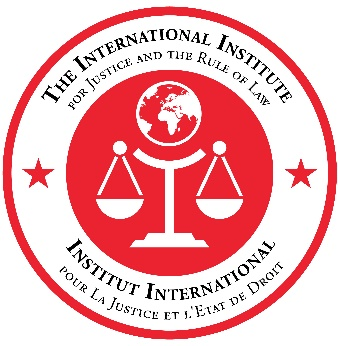 The International Institute
for Justice and the Rule of Law
Institut International
pour La Justice et l'Etat de Droit